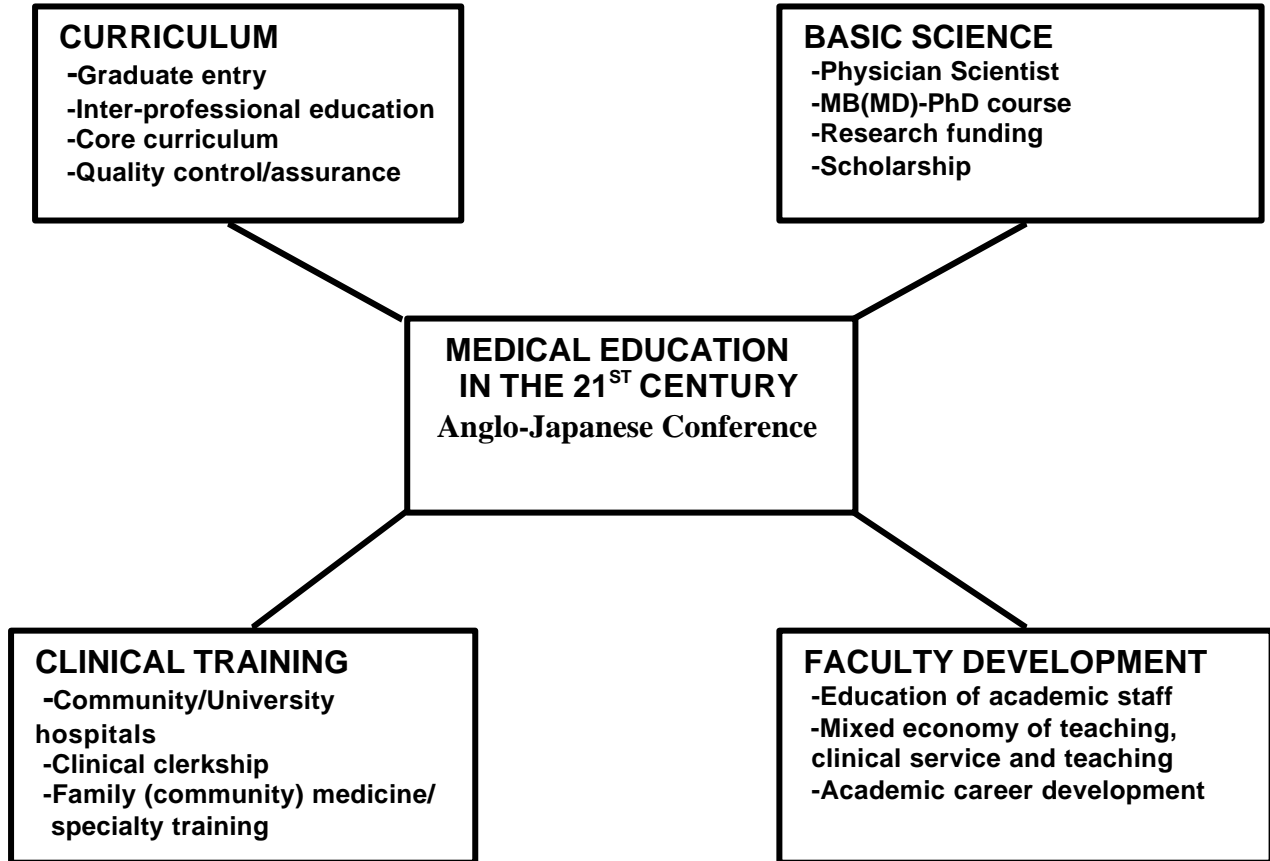 CURRICULUM
-Graduate entry
-Inter-professional education
-Core curriculum
-Quality control/assurance
BASIC SCIENCE
-Physician Scientist
-MB(MD)-PhD course
-Research funding
-Scholarship
MEDICAL EDUCATION
IN THE 21ST CENTURY
Anglo-Japanese Conference
CLINICAL TRAINING
-Community/University
hospitals
-Clinical clerkship
-Family (community) medicine/
specialty training
FACULTY DEVELOPMENT
-Education of academic staff
-Mixed economy of teaching,
clinical service and teaching
-Academic career development